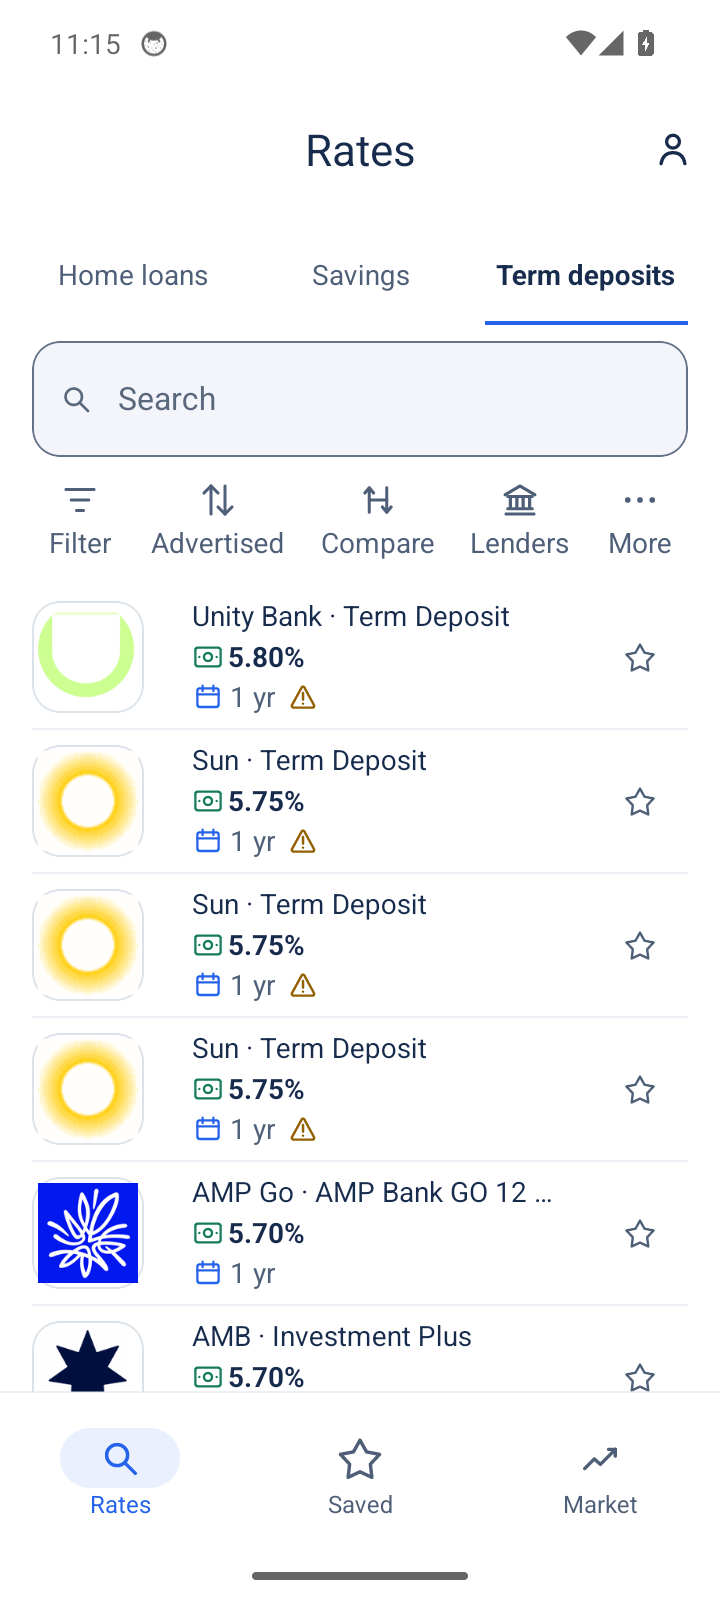 11:15
Rates
Home loans
Savings
Term deposits
Search
Filter
Advertised
Compare
Lenders
More
Unity Bank · Term Deposit
5.80%
1 yr
Sun · Term Deposit
5.75%
1 yr
Sun · Term Deposit
5.75%
1 yr
Sun · Term Deposit
5.75%
1 yr
AMP Go · AMP Bank GO 12 ...
5.70%
1 yr
AMB · Investment Plus
5.70%
Rates
Saved
Market